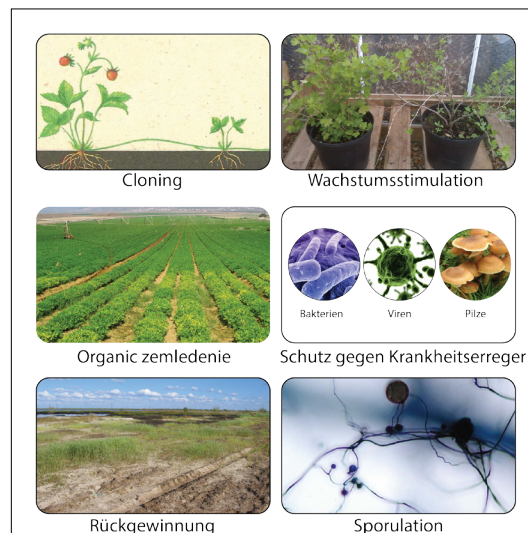 Cloning
Wachstumsstimulation
Organic zemledenie
Bakterien
Viren
Pilze
Schutz gegen Krankheitserreger
Rückgewinnung
Sporulation